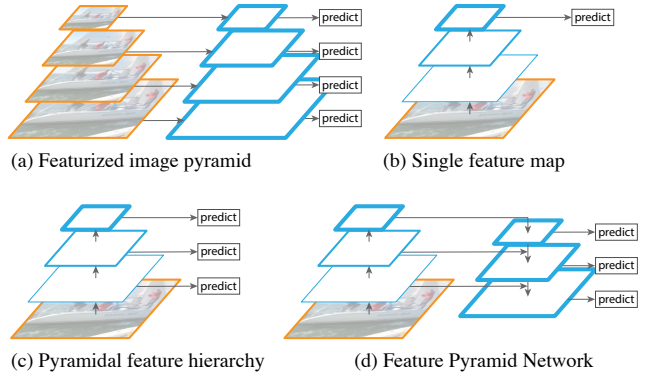 predict
predict
predict
predict
predict
(a) Featurized image pyramid
(b) Single feature map
predict
predict
predict
predict
predict
predict
(c) Pyramidal feature hierarchy
(d) Feature Pyramid Network